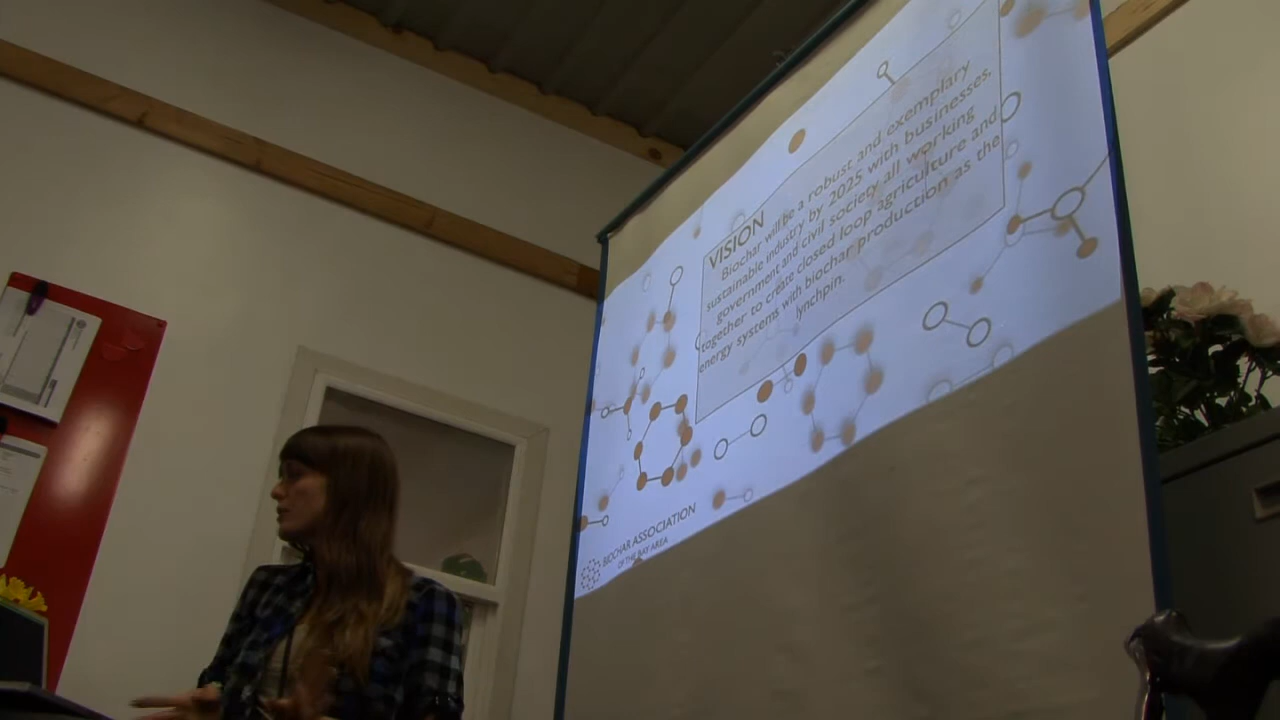 VISION
Biochar will be a robust and exemplary
sustainable industry by 2025 with businesses,
government and civil society all working
together to create closed loop agriculture and
energy systems with biochar production as the
lynchpin.
BIOCHAR ASSOCIATION
OF THE BAY AREA